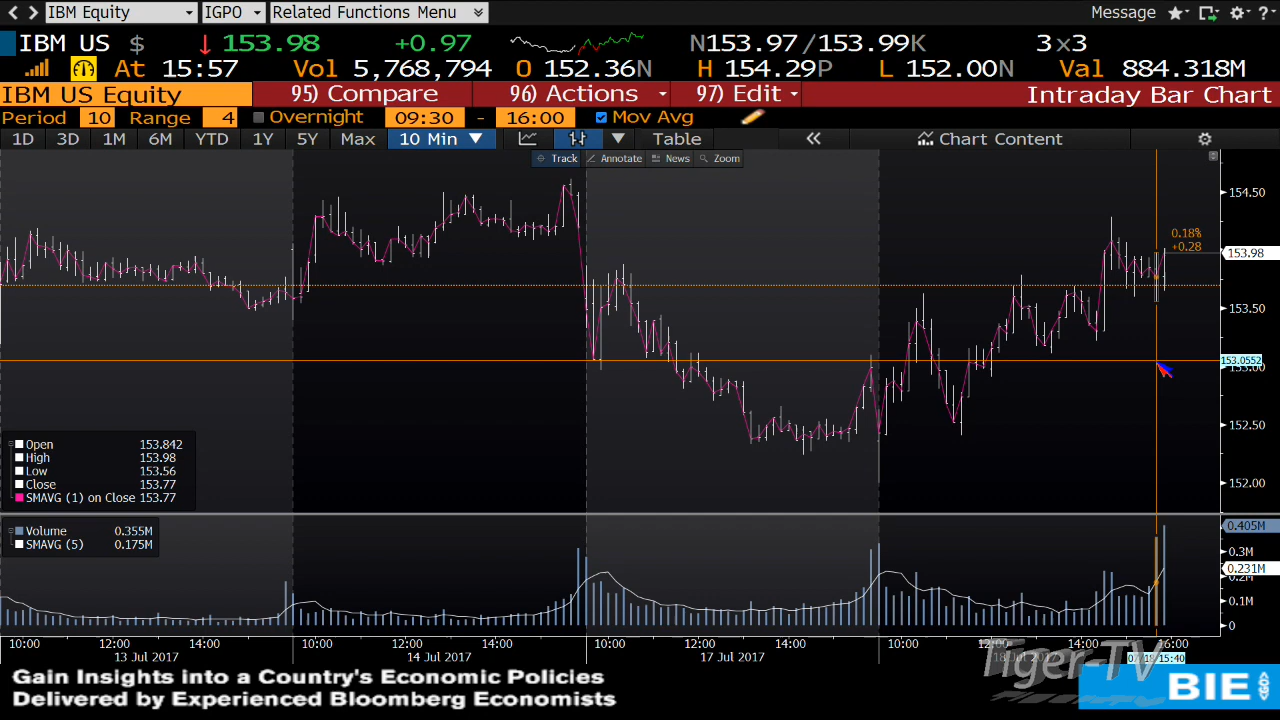 IBM Equity IGPO Related Functions Menu Message ?
IBM US $ ↓ 153.98 +0.97 N153.97/153.99K 3x3
At 15:57 Vol 5,768,794 O 152.36N H 154.29P L 152.00N Val 884.318M
IBM US Equity 95) Compare 96) Actions 97) Edit Intraday Bar Chart
Period 10 Range 4 Overnight 09:30 - 16:00 Mov Avg
1D 3D 1M 6M YTD 1Y 5Y Max 10 Min Table « Chart Content
Track Annotate News Zoom
154.50
0.18%
+0.28
153.98
153.50
153.0552
153.00
152.50
152.00
Open 153.842
High 153.98
Low 153.56
Close 153.77
SMAVG (1) on Close 153.77
Volume 0.355M
SMAVG (5) 0.175M
0.405M
0.3M
0.231M
0.2M
0.1M
0
10:00 12:00 14:00 10:00 12:00 14:00 10:00 12:00 14:00 10:00 12:00 14:00 16:00
13 Jul 2017 14 Jul 2017 17 Jul 2017 18 Jul 15:40
Tiger-TV
Gain Insights into a Country's Economic Policies
Delivered by Experienced Bloomberg Economists
BIE